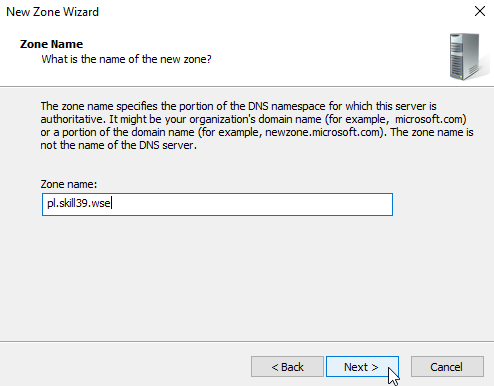 New Zone Wizard
Zone Name
What is the name of the new zone?
The zone name specifies the portion of the DNS namespace for which this server is
authoritative. It might be your organization's domain name (for example,  microsoft.com)
or a portion of the domain name (for example, newzone.microsoft.com). The zone name is
not the name of the DNS server.
Zone name:
pl.skill39.wse
< Back
Next >
Cancel